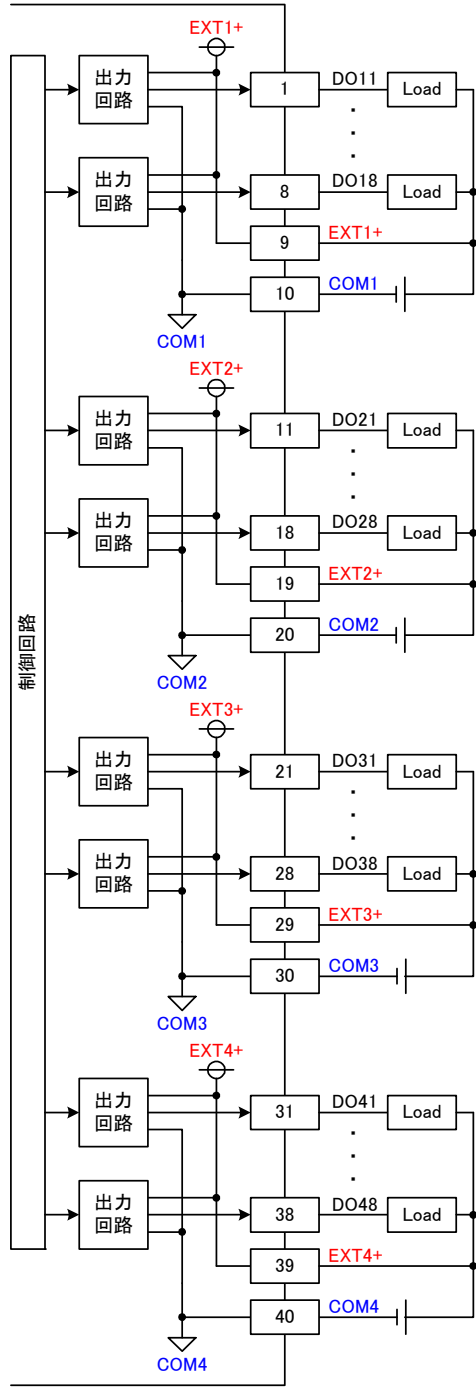 EXT1+
出力
回路
1
DO11
Load
・
・
・
出力
回路
8
DO18
Load
9
EXT1+
10
COM1
COM1
EXT2+
出力
回路
11
DO21
Load
・
・
・
出力
回路
18
DO28
Load
19
EXT2+
20
COM2
COM2
制御回路
EXT3+
出力
回路
21
DO31
Load
・
・
・
出力
回路
28
DO38
Load
29
EXT3+
30
COM3
COM3
EXT4+
出力
回路
31
DO41
Load
・
・
・
出力
回路
38
DO48
Load
39
EXT4+
40
COM4
COM4